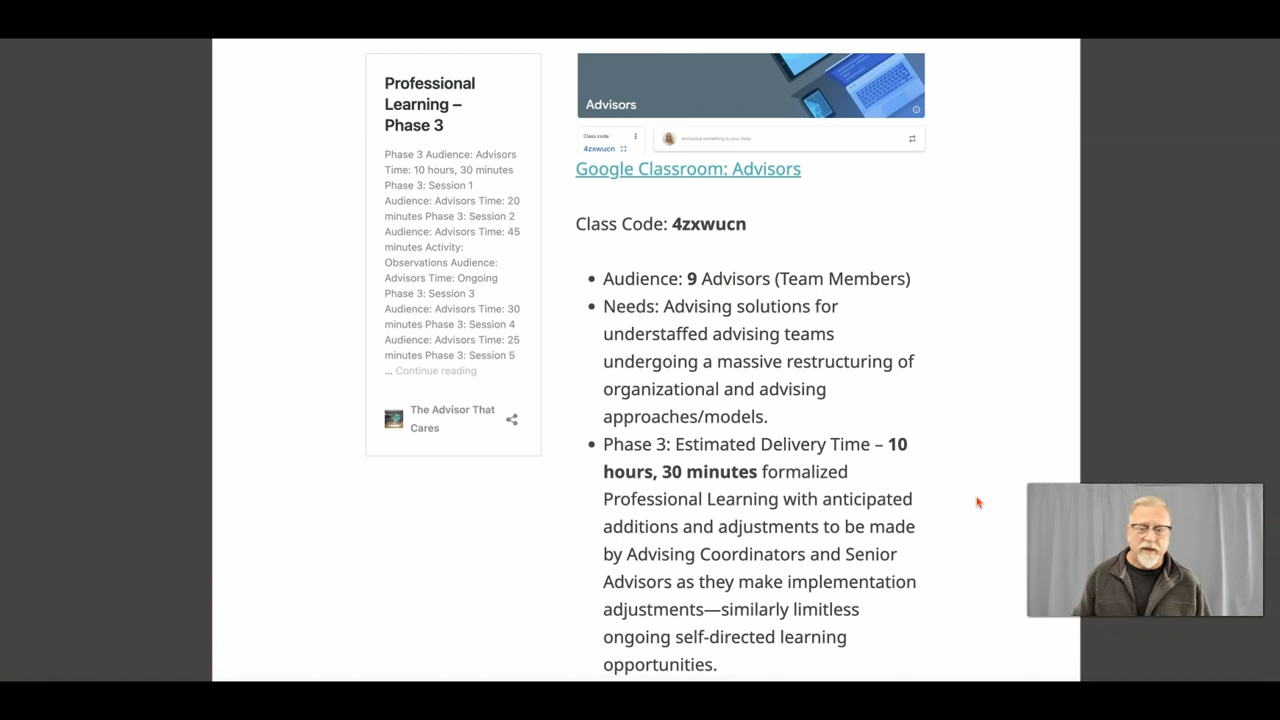 Professional
Learning –
Phase 3
Phase 3 Audience: Advisors
Time: 10 hours, 30 minutes
Phase 3: Session 1
Audience: Advisors Time: 20
minutes Phase 3: Session 2
Audience: Advisors Time: 45
minutes Activity:
Observations Audience:
Advisors Time: Ongoing
Phase 3: Session 3
Audience: Advisors Time: 30
minutes Phase 3: Session 4
Audience: Advisors Time: 25
minutes Phase 3: Session 5
... Continue reading
The Advisor That
Cares
Advisors
Class code
4zxwucn
Announce something to your class
Google Classroom: Advisors
Class Code: 4zxwucn
• Audience: 9 Advisors (Team Members)
• Needs: Advising solutions for
understaffed advising teams
undergoing a massive restructuring of
organizational and advising
approaches/models.
• Phase 3: Estimated Delivery Time – 10
hours, 30 minutes formalized
Professional Learning with anticipated
additions and adjustments to be made
by Advising Coordinators and Senior
Advisors as they make implementation
adjustments—similarly limitless
ongoing self-directed learning
opportunities.